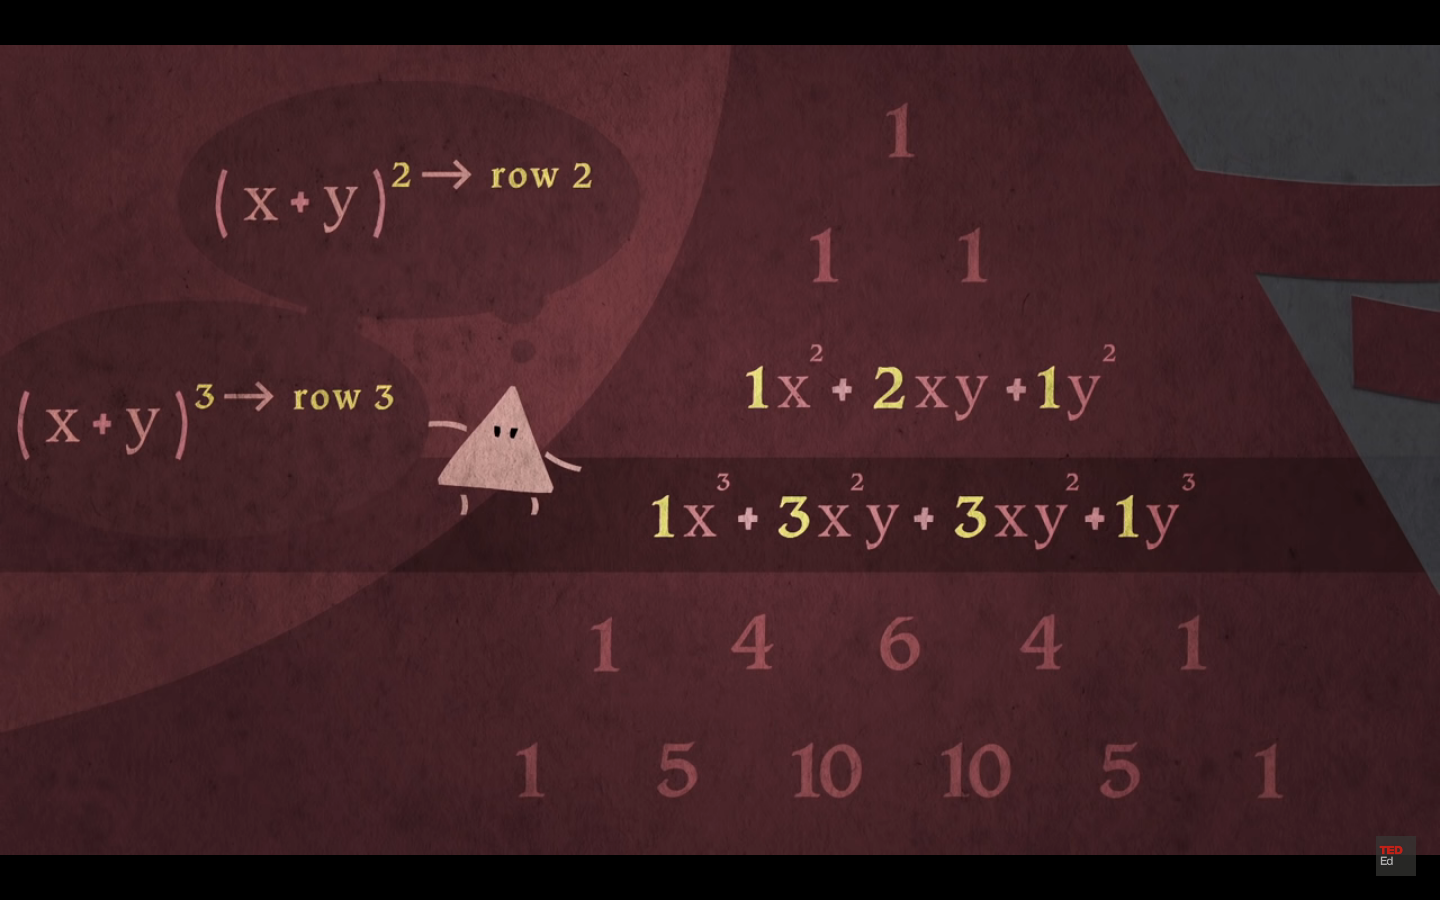 (x + y)² → row 2
(x + y)³ → row 3
1
1 1
1x² + 2xy + 1y²
1x³ + 3x²y + 3xy² + 1y³
1 4 6 4 1
1 5 10 10 5 1
TED
Ed